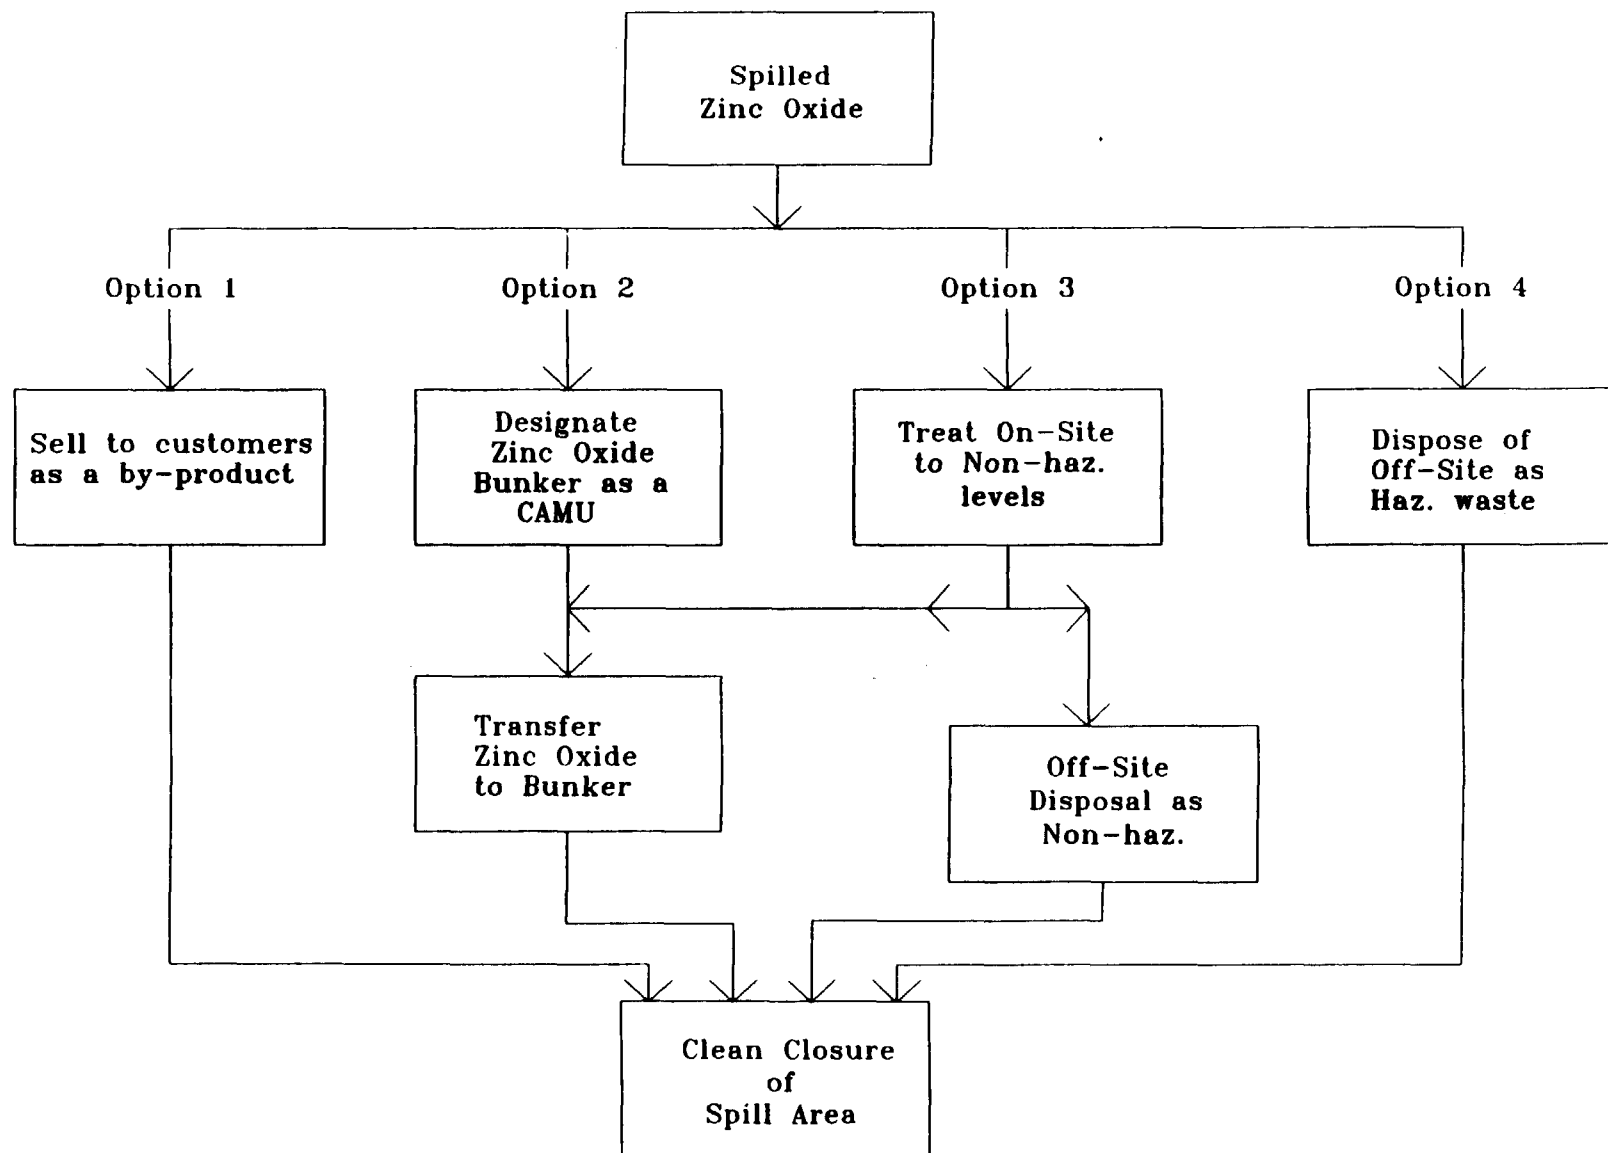 Spilled
Zinc Oxide
Option 1
Option 2
Option 3
Option 4
Sell to customers
as a by-product
Designate
Zinc Oxide
Bunker as a
CAMU
Treat On-Site
to Non-haz.
levels
Dispose of
Off-Site as
Haz. waste
Transfer
Zinc Oxide
to Bunker
Off-Site
Disposal as
Non-haz.
Clean Closure
of
Spill Area